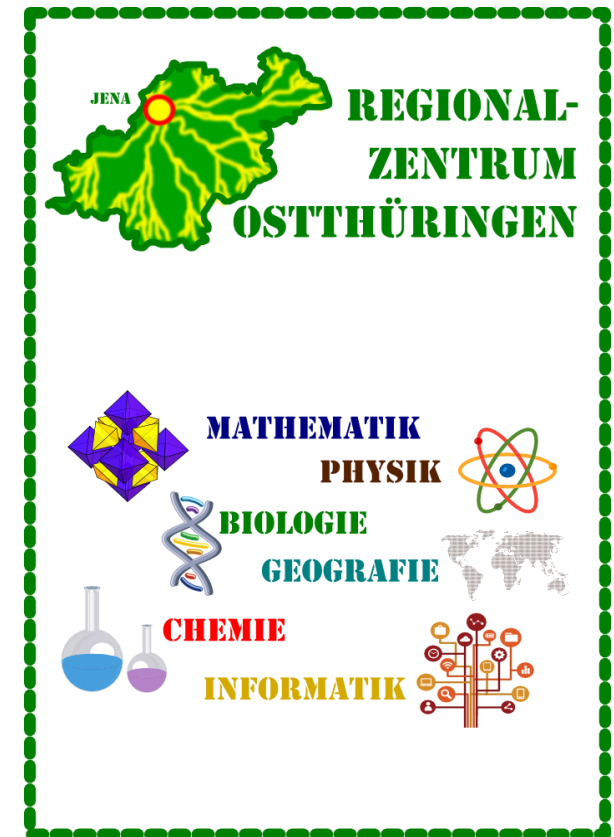 JENA
REGIONAL-
ZENTRUM
OSTTHÜRINGEN
MATHEMATIK
PHYSIK
BIOLOGIE
GEOGRAFIE
CHEMIE
INFORMATIK